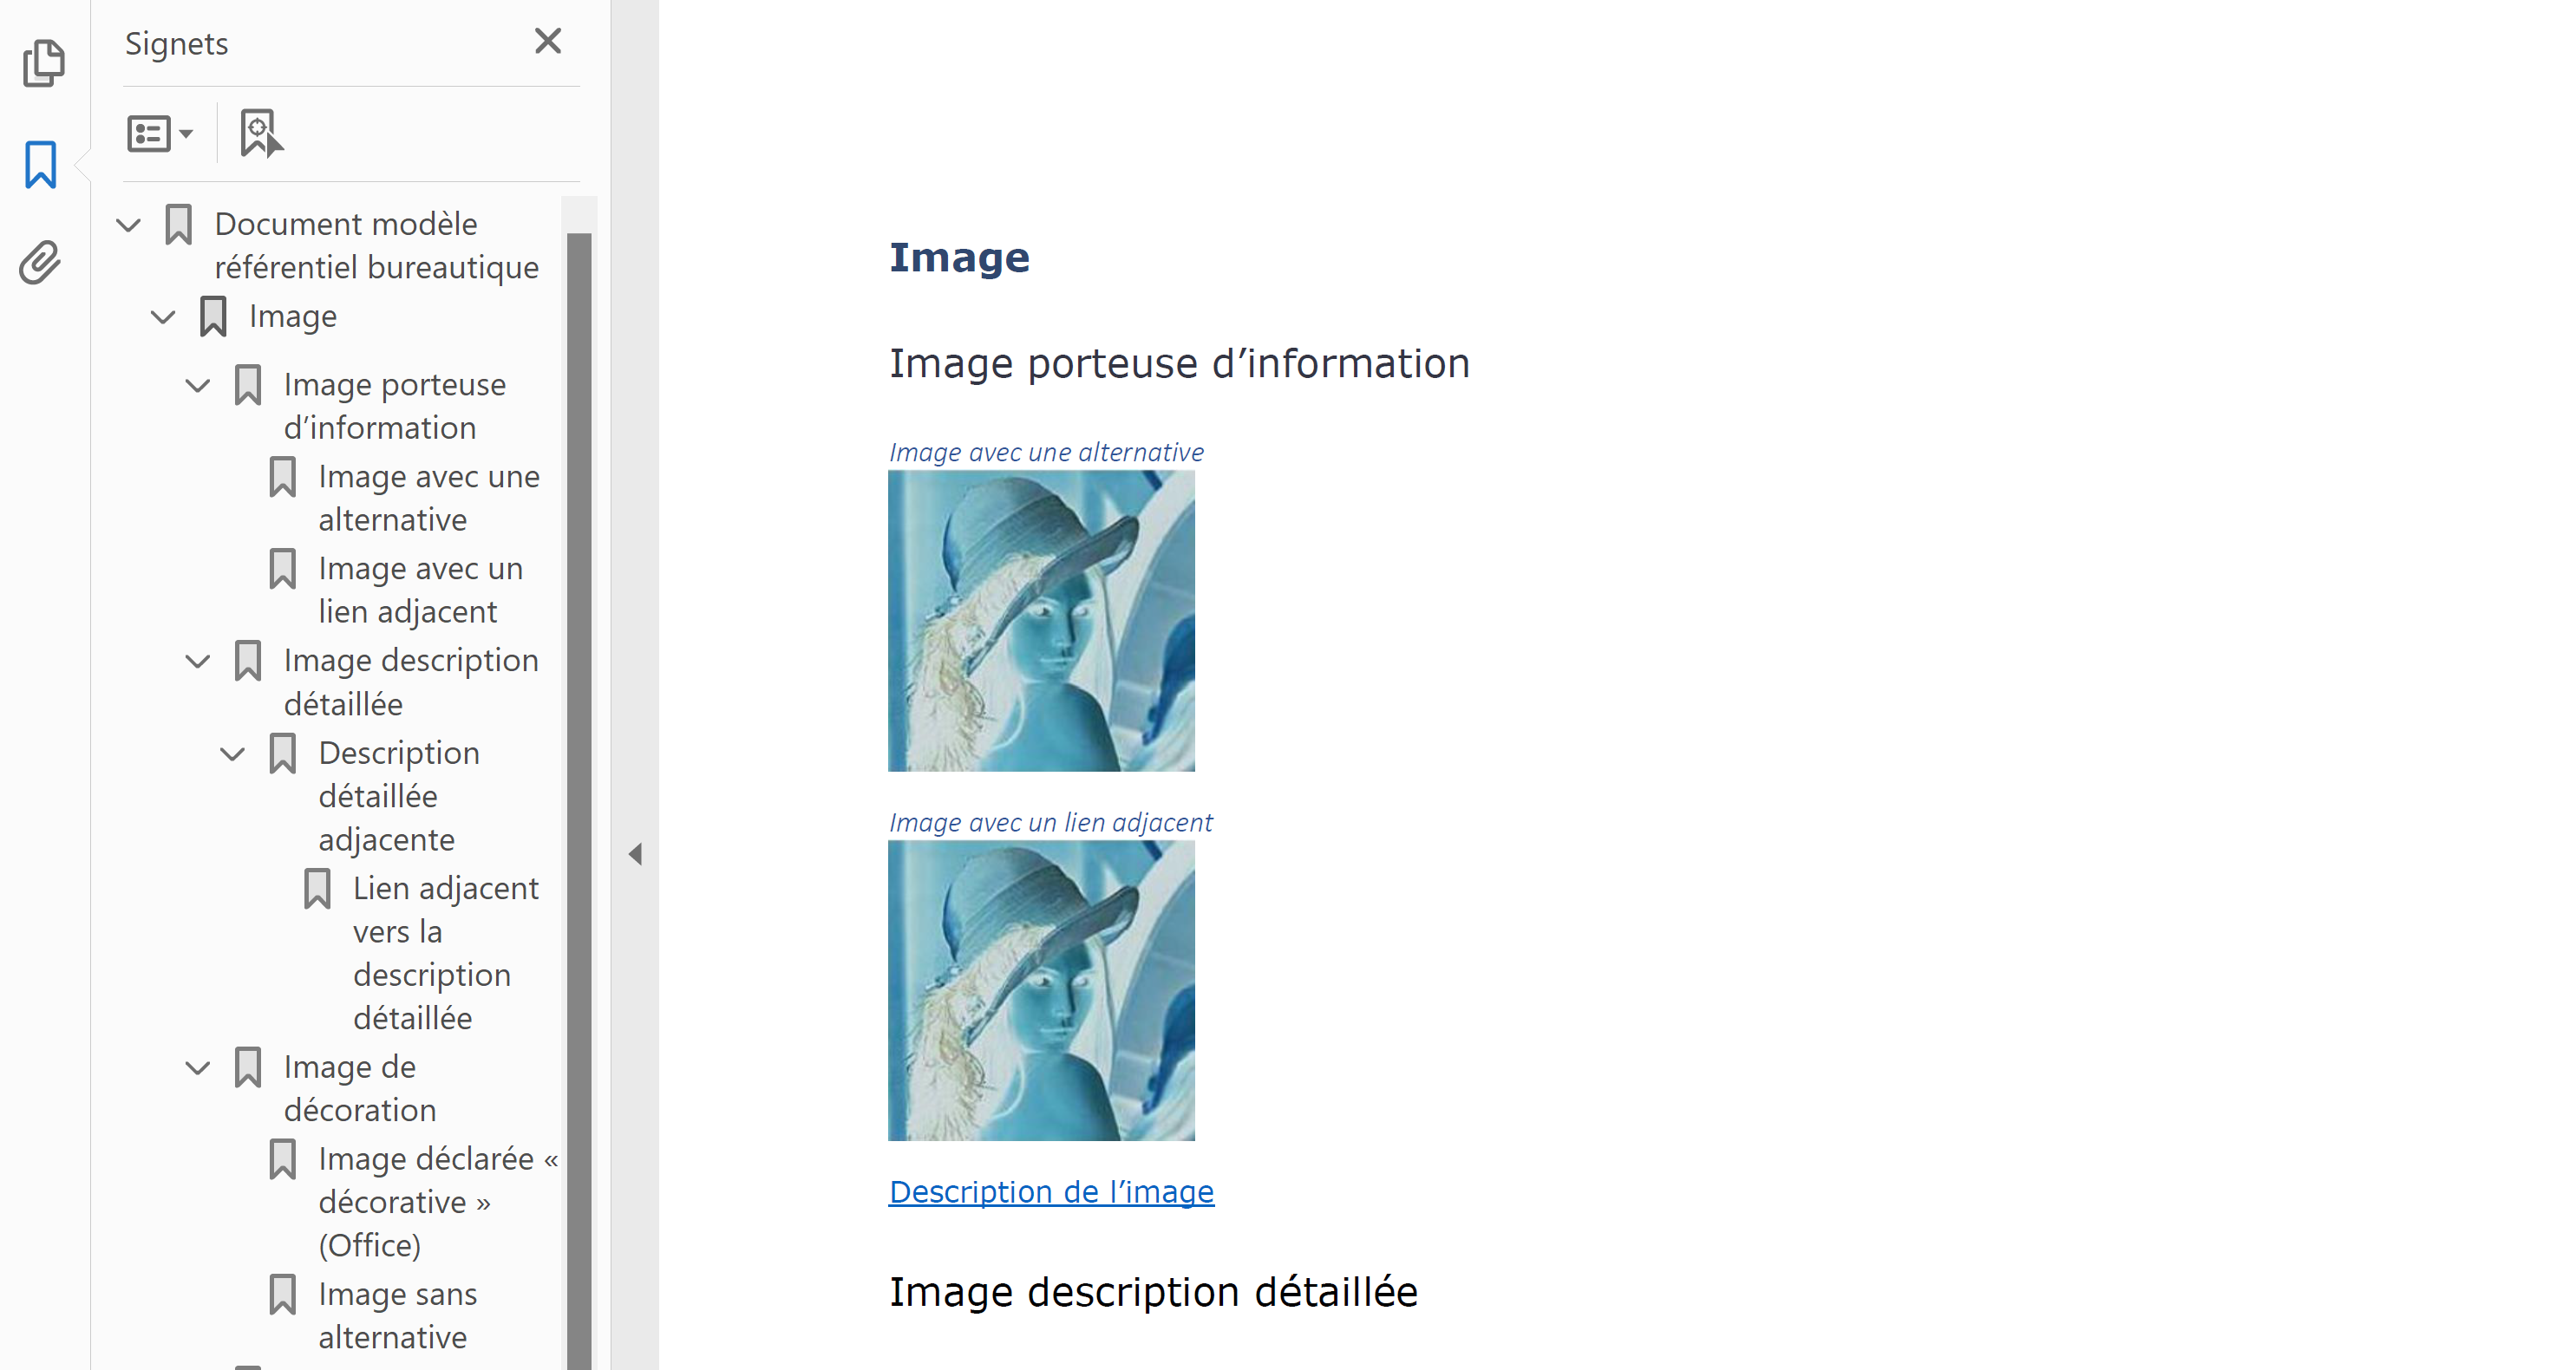 Signets
Document modèle
référentiel bureautique
Image
Image porteuse
d’information
Image avec une
alternative
Image avec un
lien adjacent
Image description
détaillée
Description
détaillée
adjacente
Lien adjacent
vers la
description
détaillée
Image de
décoration
Image déclarée «
décorative »
(Office)
Image sans
alternative
Image
Image porteuse d’information
Image avec une alternative
Image avec un lien adjacent
Description de l’image
Image description détaillée